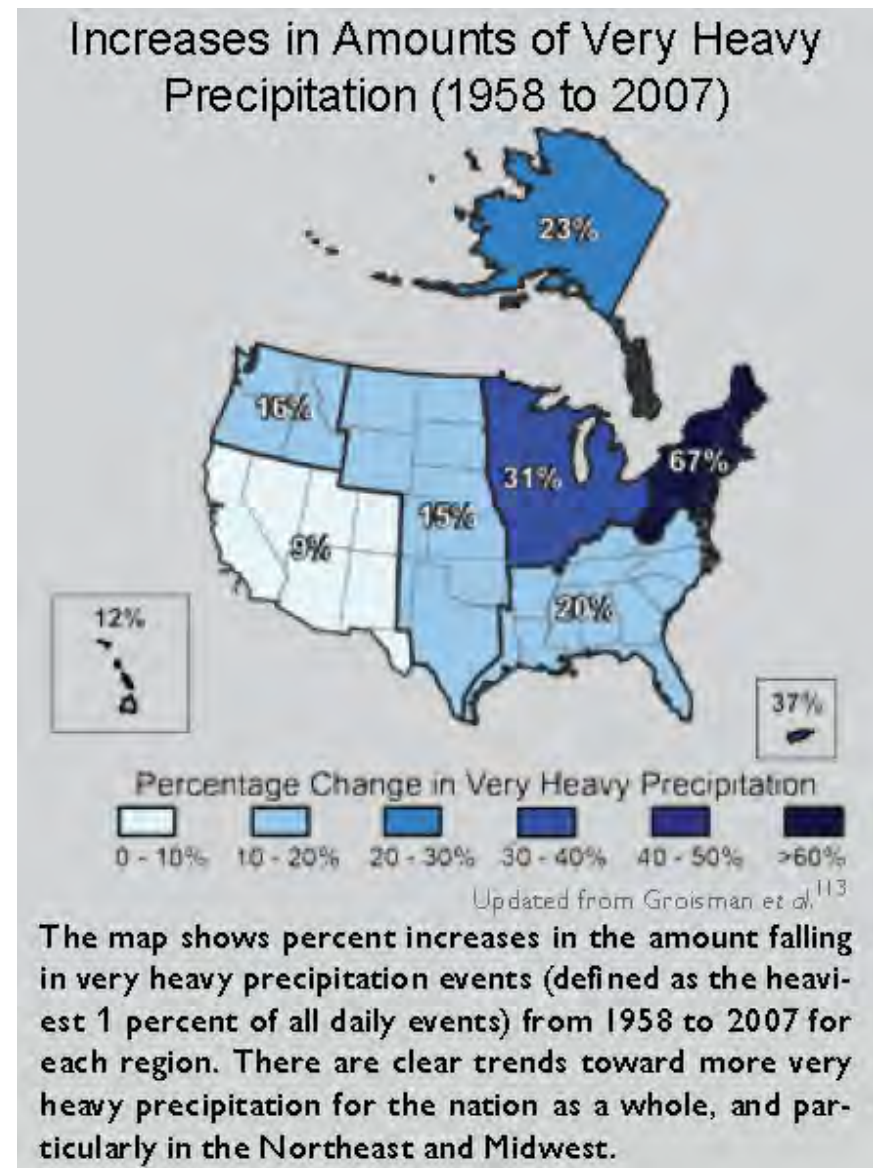 Increases in Amounts of Very Heavy
Precipitation (1958 to 2007)
23%
16%
67%
31%
15%
9%
20%
12%
37%
Percentage Change in Very Heavy Precipitation
0 - 10% 10 - 20% 20 - 30% 30 - 40% 40 - 50% >60%
Updated from Groisman et al.113
The map shows percent increases in the amount falling
in very heavy precipitation events (defined as the heavi-
est 1 percent of all daily events) from 1958 to 2007 for
each region. There are clear trends toward more very
heavy precipitation for the nation as a whole, and par-
ticularly in the Northeast and Midwest.